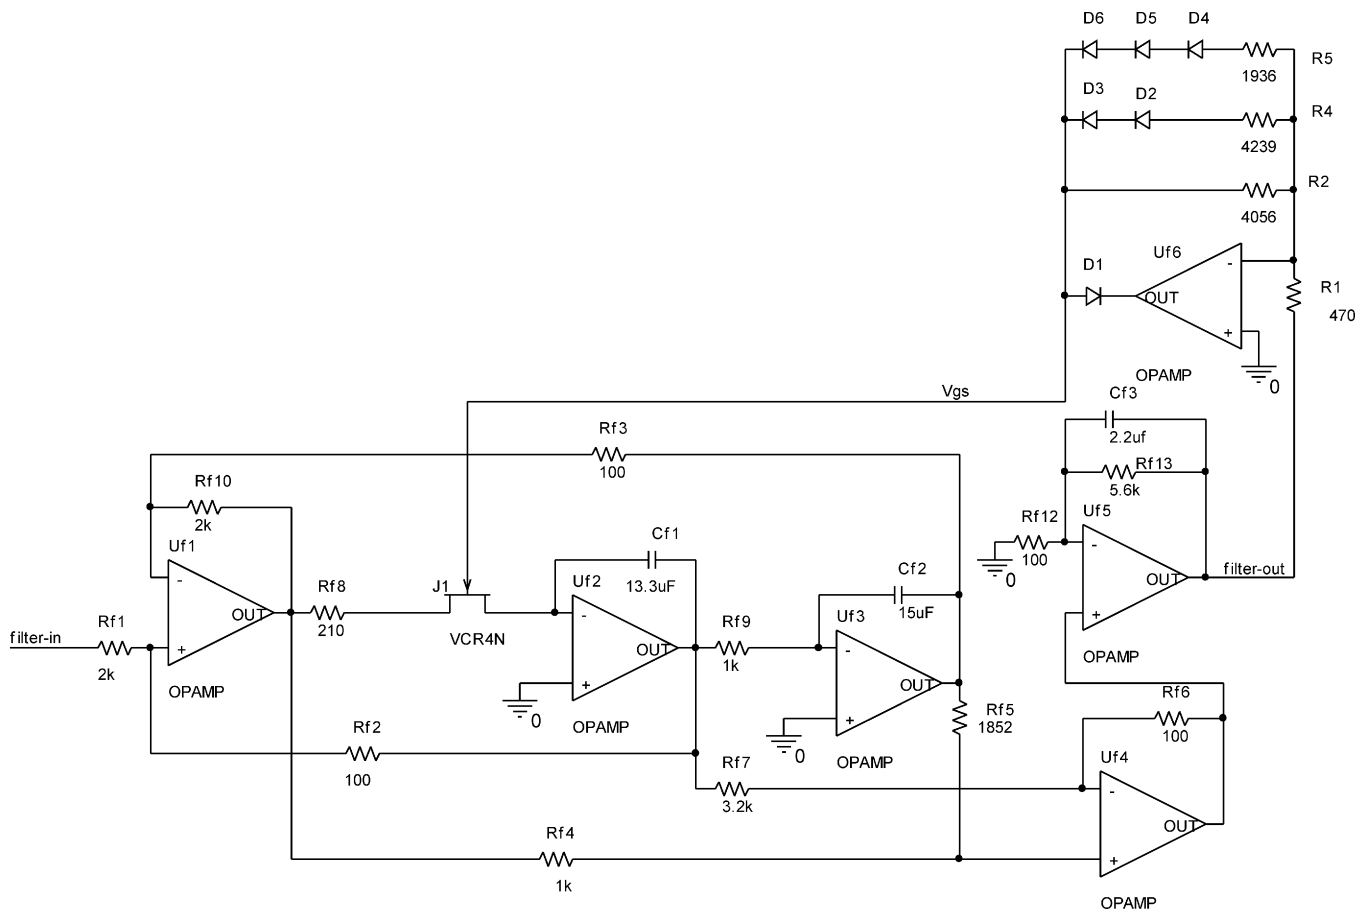 D6 D5 D4
R5
1936
D3 D2
R4
4239
R2
4056
Uf6
D1
-
OUT
+
R1
470
0
OPAMP
Vgs
Cf3
2.2uf
Rf3
100
Rf13
5.6k
Rf10
2k
Rf12
100
Uf5
-
0
OUT
filter-out
+
OPAMP
Uf1
-
OUT
+
OPAMP
filter-in
Rf1
2k
Rf8
210
J1
VCR4N
Cf1
13.3uF
Uf2
-
OUT
+
0
OPAMP
Rf9
1k
Cf2
15uF
Uf3
-
OUT
+
0
OPAMP
Rf5
1852
Rf2
100
Rf7
3.2k
Rf6
100
Uf4
-
OUT
+
OPAMP
Rf4
1k